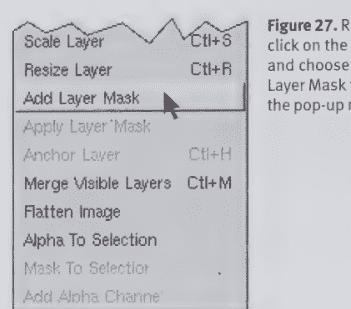 Scale Layer Ctl+S
Resize Layer Ctl+R
Add Layer Mask
Apply Layer Mask
Anchor Layer Ctl+H
Merge Visible Layers Ctl+M
Flatten Image
Alpha To Selection
Mask To Selection
Add Alpha Channel
Figure 27. R
click on the
and choose
Layer Mask
the pop-up